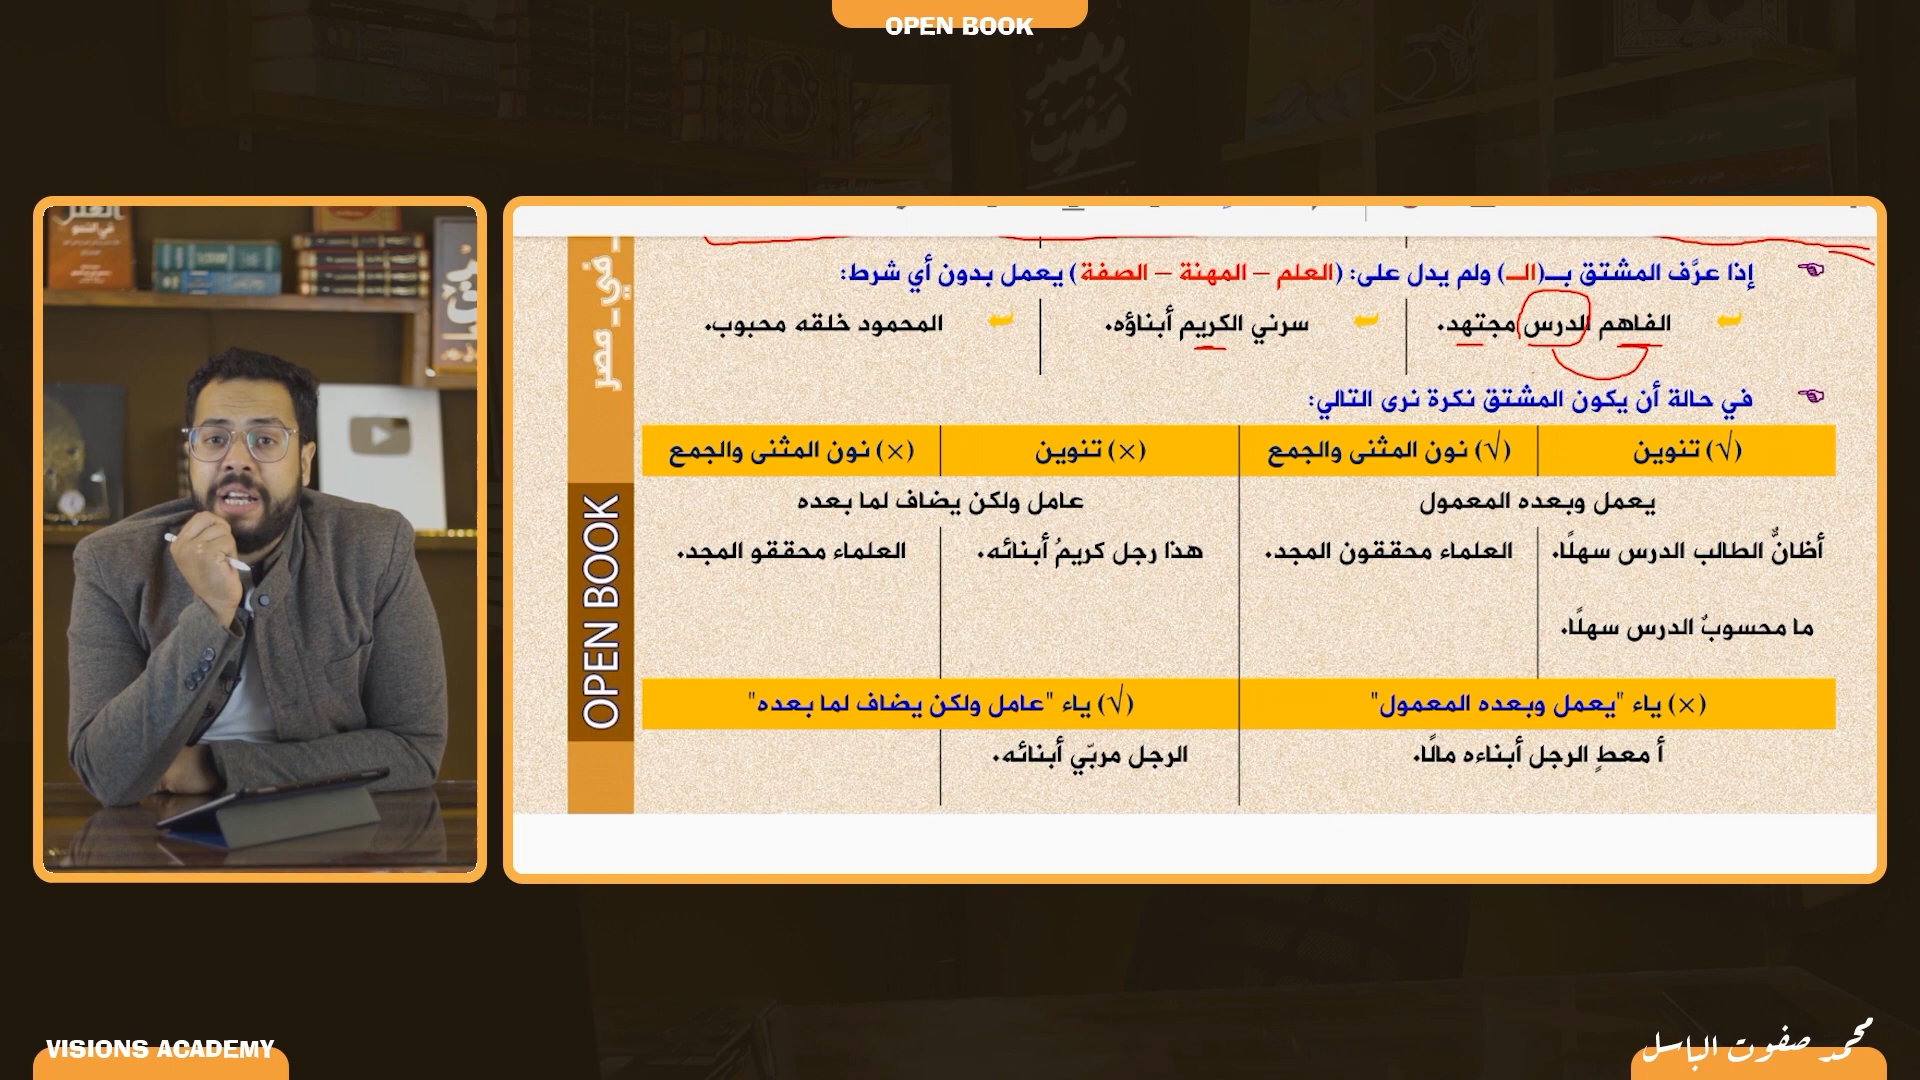 OPEN BOOK
في_مصر
OPEN BOOK
إذا عرَّف المشتق بـ(الـ) ولم يدل على: (العلم – المهنة – الصفة) يعمل بدون أي شرط:
الفاهم الدرس مجتهد. سرني الكريم أبناؤه. المحمود خلقه محبوب.
في حالة أن يكون المشتق نكرة نرى التالي:
(√) تنوين (√) نون المثنى والجمع (×) تنوين (×) نون المثنى والجمع
يعمل وبعده المعمول عامل ولكن يضاف لما بعده
أظانٌّ الطالب الدرس سهلًا. العلماء محققون المجد. هذا رجل كريمُ أبنائه. العلماء محققو المجد.
ما محسوبٌ الدرس سهلًا.
(×) ياء "يعمل وبعده المعمول" (√) ياء "عامل ولكن يضاف لما بعده"
أ معطٍ الرجل أبناءه مالًا. الرجل مربّي أبنائه.
VISIONS ACADEMY
محمد صفوت الباسل